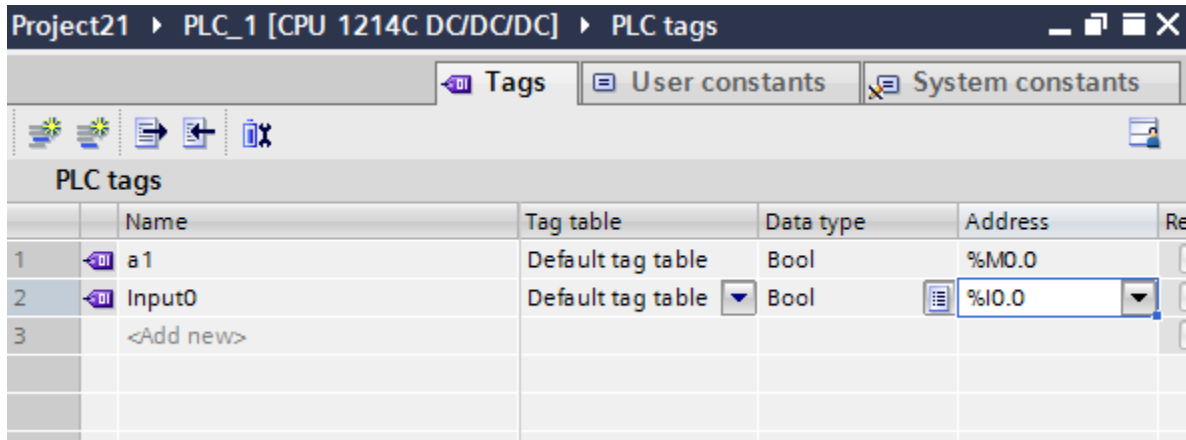 Project21 ▸ PLC_1 [CPU 1214C DC/DC/DC] ▸ PLC tags
Tags User constants System constants
PLC tags
Name Tag table Data type Address Re
1 a1 Default tag table Bool %M0.0
2 Input0 Default tag table Bool %I0.0
3 <Add new>